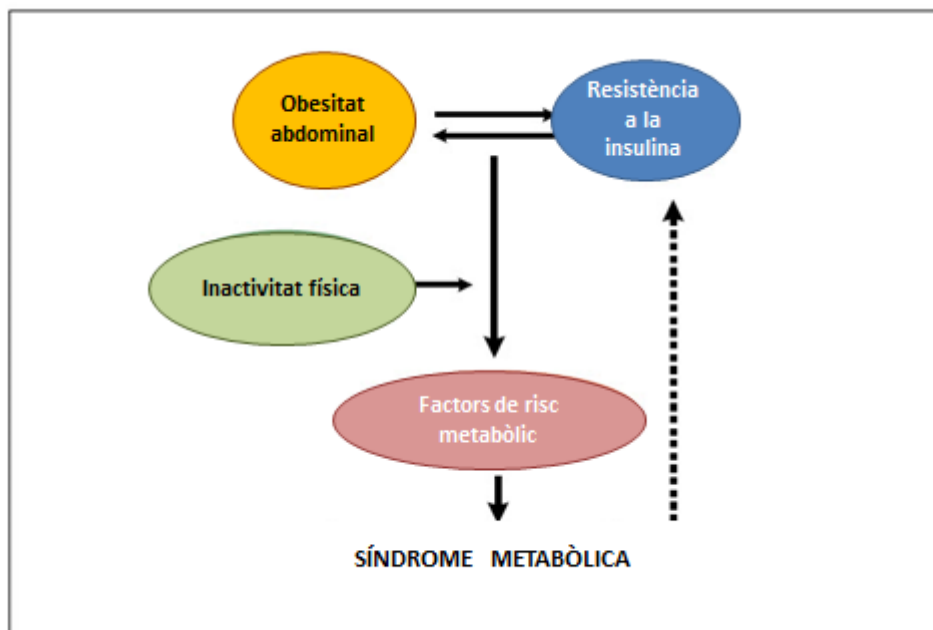 Obesitat
abdominal
Resistència
a la
insulina
Inactivitat física
Factors de risc
metabòlic
SÍNDROME METABÒLICA